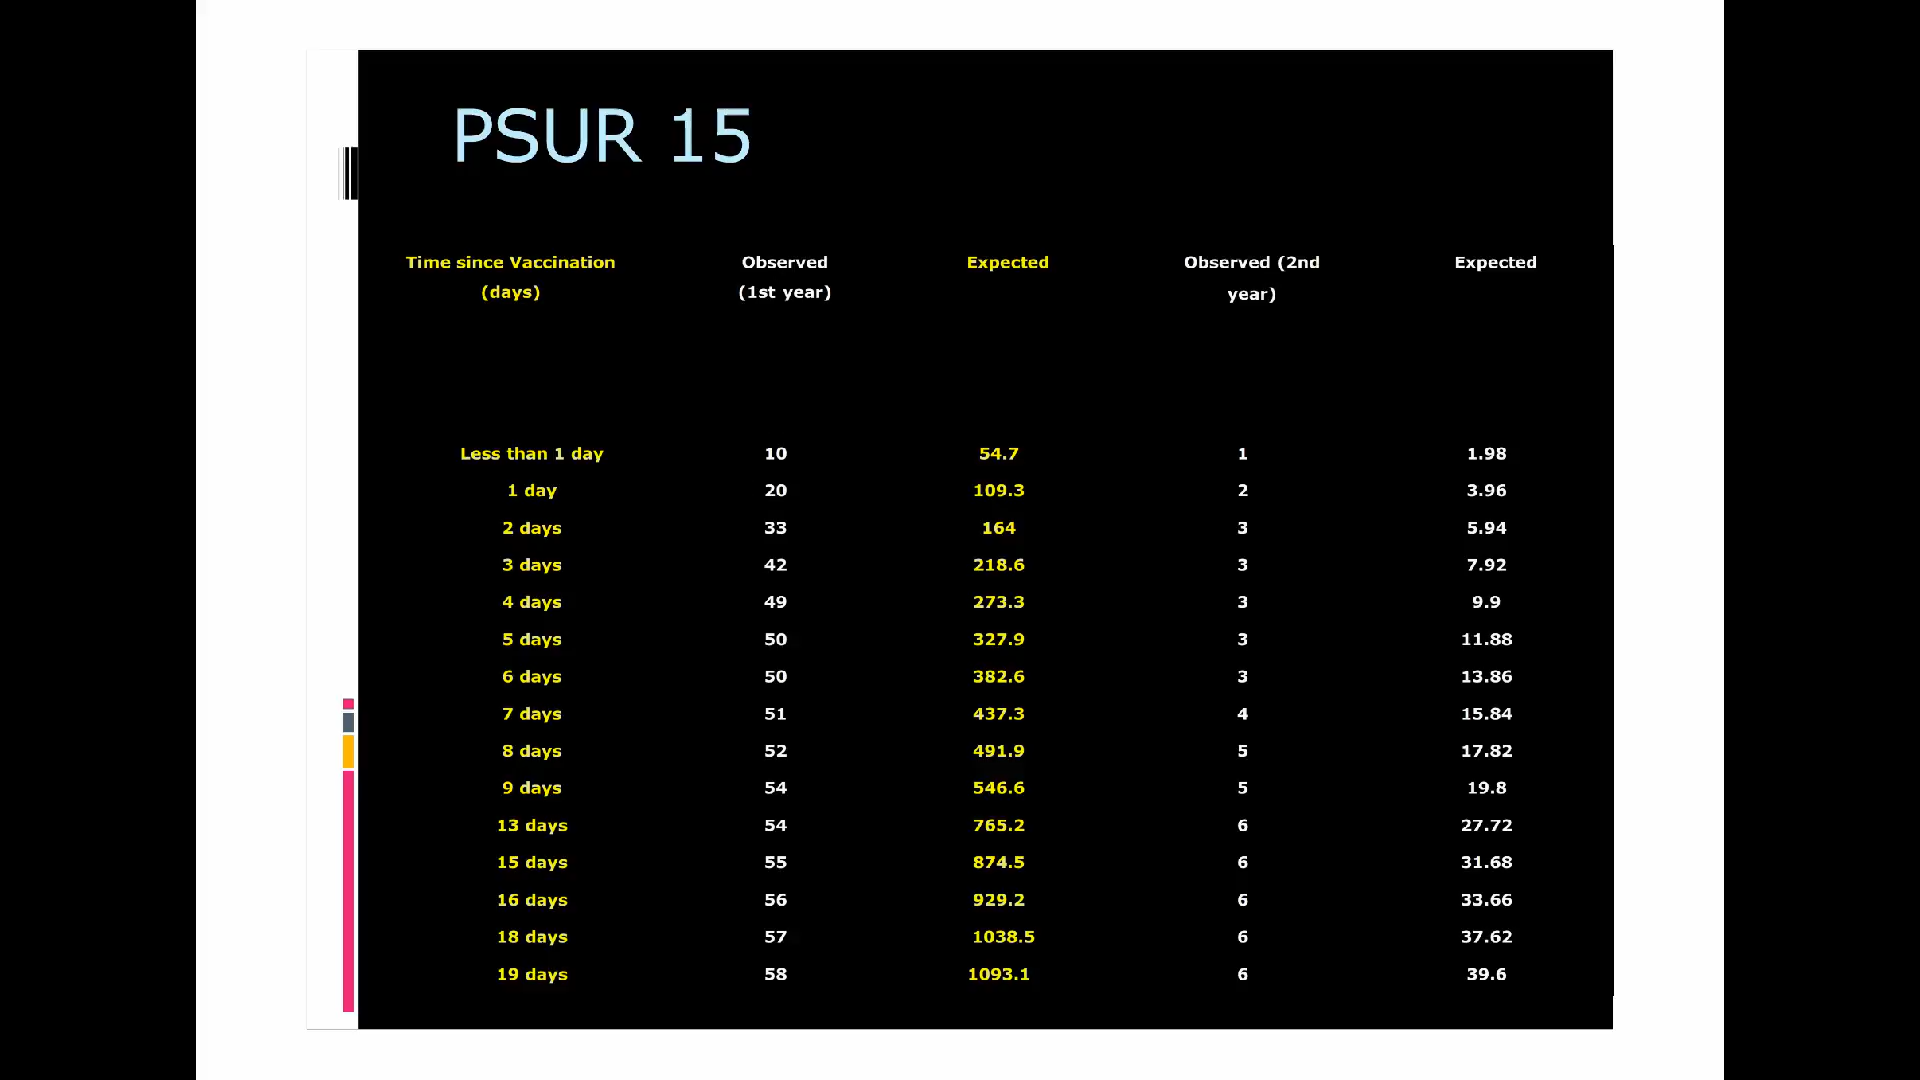 PSUR 15
Time since Vaccination (days) Observed (1st year) Expected Observed (2nd year) Expected
Less than 1 day 10 54.7 1 1.98
1 day 20 109.3 2 3.96
2 days 33 164 3 5.94
3 days 42 218.6 3 7.92
4 days 49 273.3 3 9.9
5 days 50 327.9 3 11.88
6 days 50 382.6 3 13.86
7 days 51 437.3 4 15.84
8 days 52 491.9 5 17.82
9 days 54 546.6 5 19.8
13 days 54 765.2 6 27.72
15 days 55 874.5 6 31.68
16 days 56 929.2 6 33.66
18 days 57 1038.5 6 37.62
19 days 58 1093.1 6 39.6